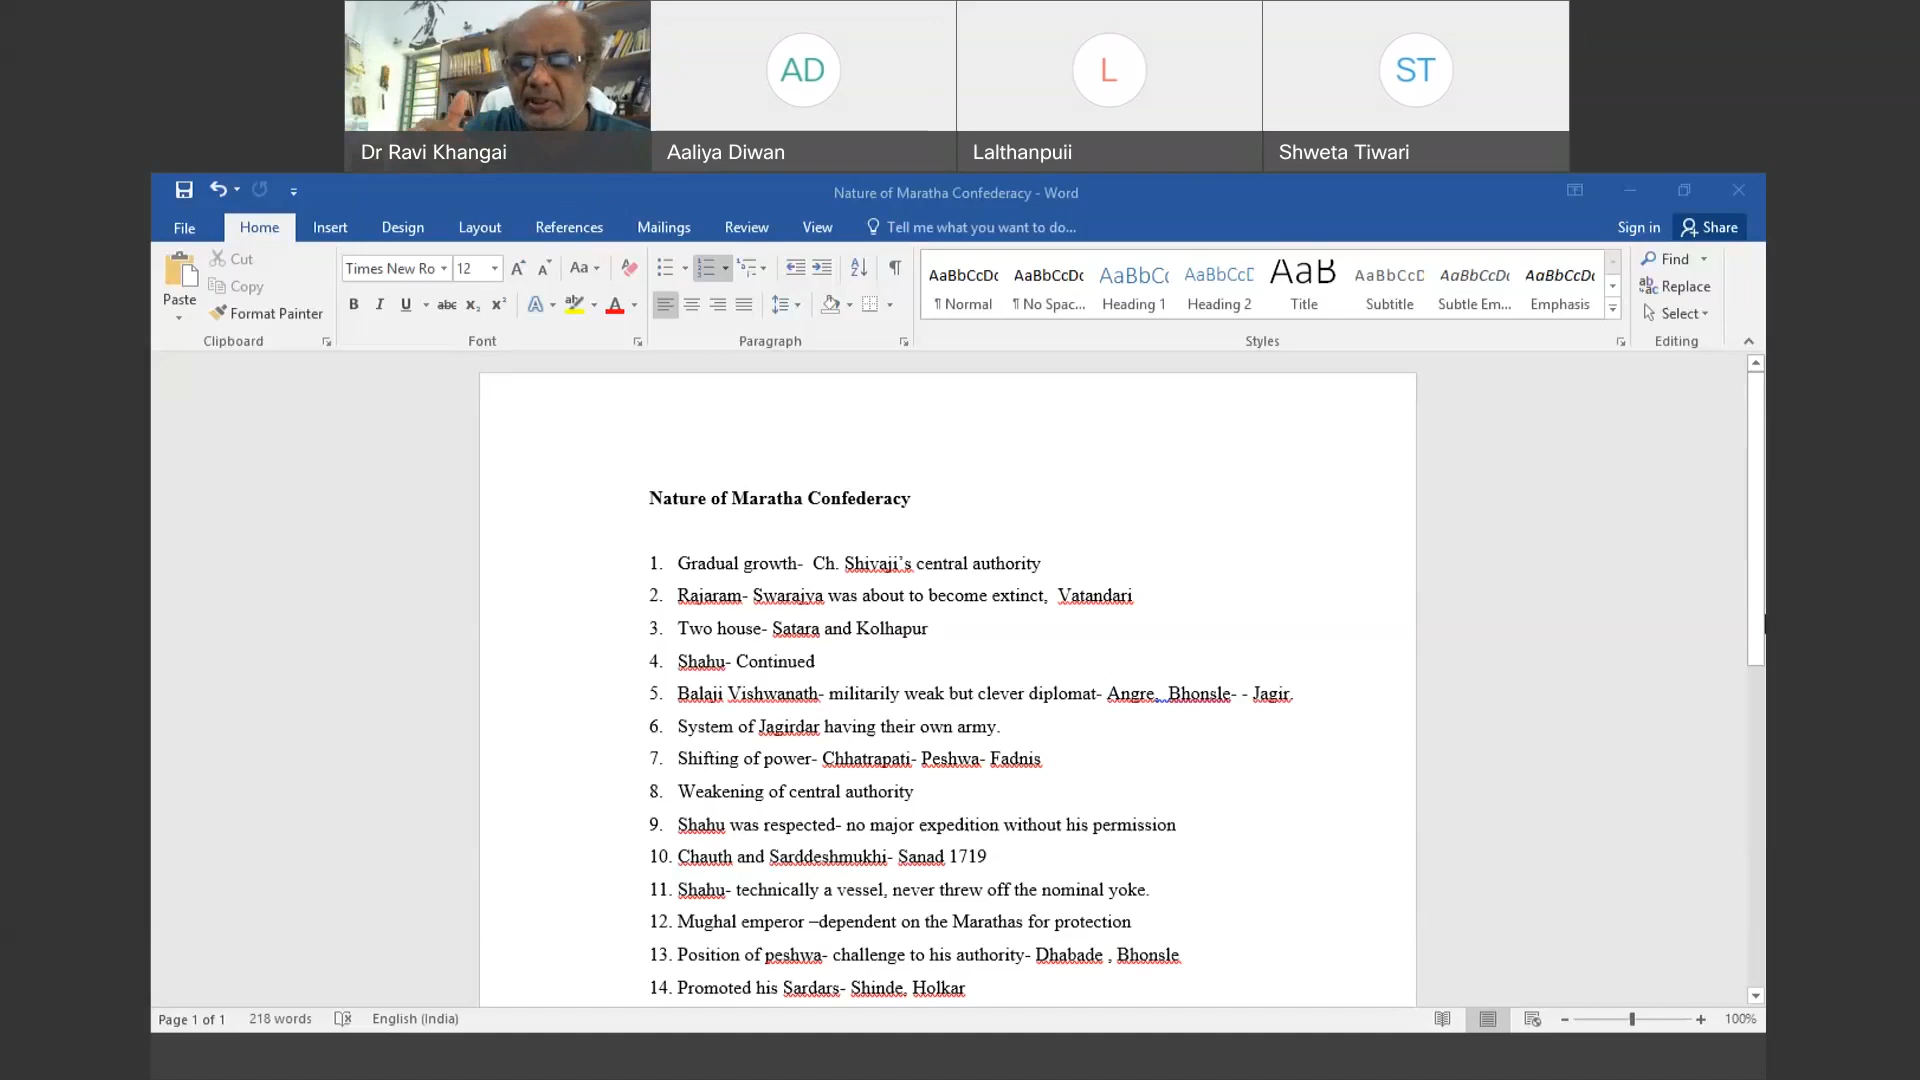 AD
L
ST
Dr Ravi Khangai
Aaliya Diwan
Lalthanpuii
Shweta Tiwari
Nature of Maratha Confederacy - Word
File
Home
Insert
Design
Layout
References
Mailings
Review
View
Tell me what you want to do...
Sign in
Share
Paste
Cut
Copy
Format Painter
Clipboard
Times New Ro
12
Font
Paragraph
AaBbCcDc
¶ Normal
AaBbCcDc
¶ No Spac...
AaBbC(
Heading 1
AaBbCcE
Heading 2
AaB
Title
AaBbCcD
Subtitle
AaBbCcDc
Subtle Em...
AaBbCcDc
Emphasis
Styles
Find
Replace
Select
Editing
Nature of Maratha Confederacy
1. Gradual growth- Ch. Shivaji’s central authority
2. Rajaram- Swarajya was about to become extinct, Vatandari
3. Two house- Satara and Kolhapur
4. Shahu- Continued
5. Balaji Vishwanath- militarily weak but clever diplomat- Angre, Bhonsle- - Jagir.
6. System of Jagirdar having their own army.
7. Shifting of power- Chhatrapati- Peshwa- Fadnis
8. Weakening of central authority
9. Shahu was respected- no major expedition without his permission
10. Chauth and Sarddeshmukhi- Sanad 1719
11. Shahu- technically a vessel, never threw off the nominal yoke.
12. Mughal emperor –dependent on the Marathas for protection
13. Position of peshwa- challenge to his authority- Dhabade , Bhonsle
14. Promoted his Sardars- Shinde, Holkar
Page 1 of 1
218 words
English (India)
100%